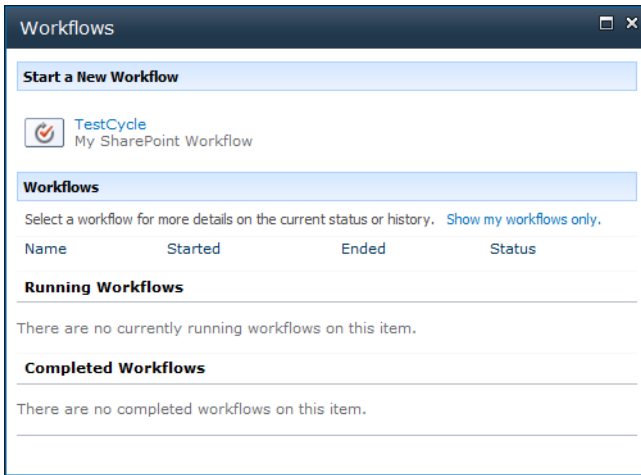 Workflows
Start a New Workflow
TestCycle
My SharePoint Workflow
Workflows
Select a workflow for more details on the current status or history. Show my workflows only.
Name Started Ended Status
Running Workflows
There are no currently running workflows on this item.
Completed Workflows
There are no completed workflows on this item.